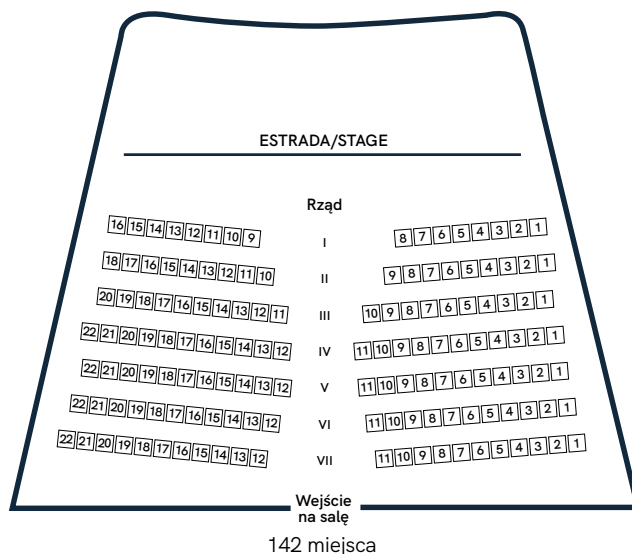 ESTRADA/STAGE
Rząd
16 15 14 13 12 11 10 9 I 8 7 6 5 4 3 2 1
18 17 16 15 14 13 12 11 10 II 9 8 7 6 5 4 3 2 1
20 19 18 17 16 15 14 13 12 11 III 10 9 8 7 6 5 4 3 2 1
22 21 20 19 18 17 16 15 14 13 12 IV 11 10 9 8 7 6 5 4 3 2 1
22 21 20 19 18 17 16 15 14 13 12 V 11 10 9 8 7 6 5 4 3 2 1
22 21 20 19 18 17 16 15 14 13 12 VI 11 10 9 8 7 6 5 4 3 2 1
22 21 20 19 18 17 16 15 14 13 12 VII 11 10 9 8 7 6 5 4 3 2 1
Wejście
na salę
142 miejsca